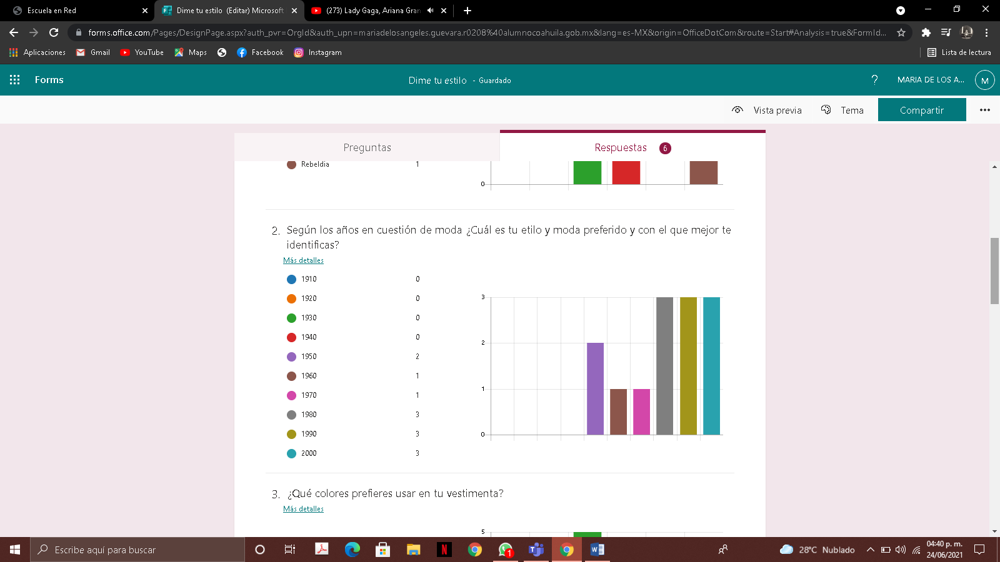 Escuela en Red
Dime tu estilo (Editar) Microsoft
(273) Lady Gaga, Ariana Gran
forms.office.com/Pages/DesignPage.aspx?auth_pvr=OrgId&auth_upn=mariadelosangeles.guevara.r0208%40alumnocoahuila.gob.mx&lang=es-MX&origin=OfficeDotCom&route=Start#Analysis=true&FormId...
Aplicaciones Gmail YouTube Maps Facebook Instagram Lista de lectura
Forms Dime tu estilo - Guardado ? MARIA DE LOS A... M
Vista previa Tema Compartir ...
Preguntas Respuestas 6
Rebeldia 1
0
2. Según los años en cuestión de moda ¿Cuál es tu etilo y moda preferido y con el que mejor te
identificas?
Más detalles
1910 0
1920 0
1930 0
1940 0
1950 2
1960 1
1970 1
1980 3
1990 3
2000 3
3
2
1
0
3. ¿Qué colores prefieres usar en tu vestimenta?
Más detalles
5
Escribe aquí para buscar
N
1
W
28°C Nublado
04:40 p. m.
24/06/2021